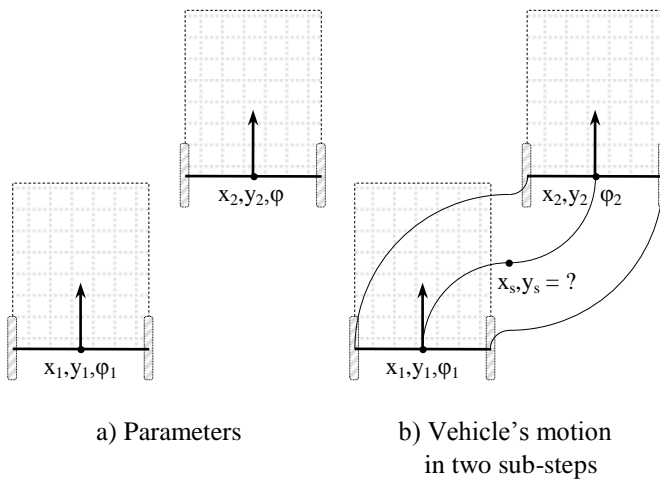 x₂,y₂,φ
x₂,y₂ φ₂
xₛ,yₛ = ?
x₁,y₁,φ₁
x₁,y₁,φ₁
a) Parameters
b) Vehicle’s motion
in two sub-steps